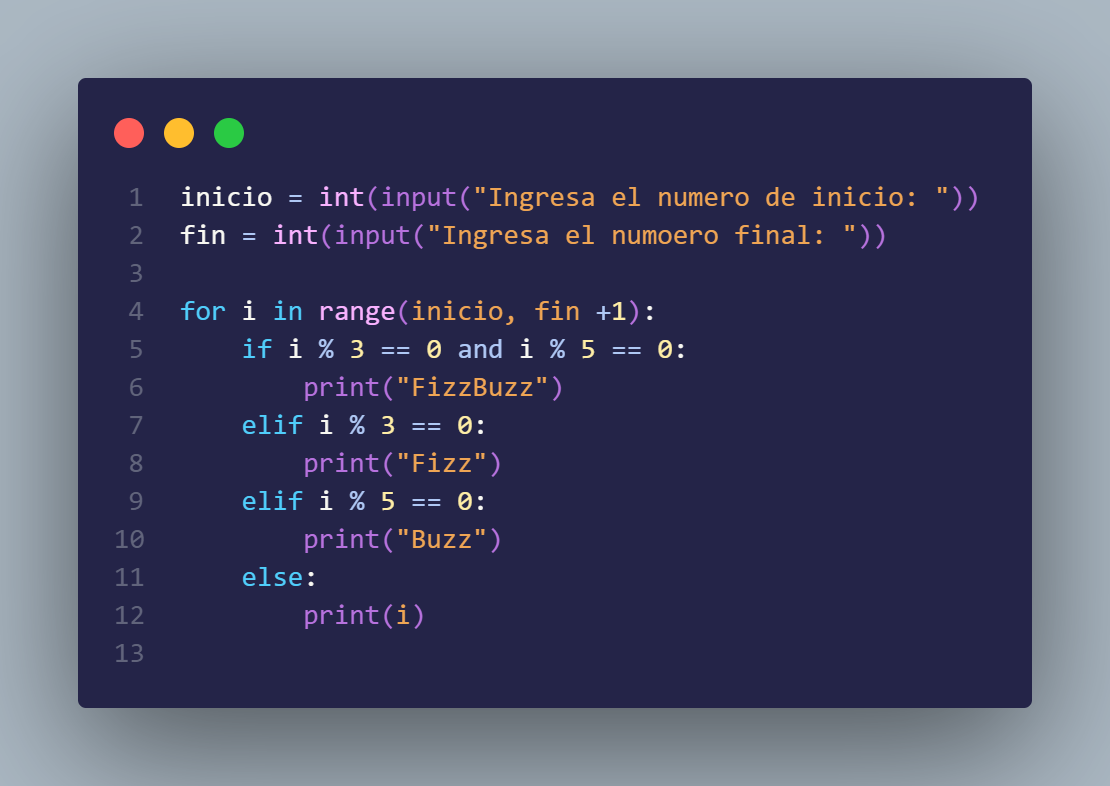 1 inicio = int(input("Ingresa el numero de inicio: "))
2 fin = int(input("Ingresa el numoero final: "))
3
4 for i in range(inicio, fin +1):
5     if i % 3 == 0 and i % 5 == 0:
6         print("FizzBuzz")
7     elif i % 3 == 0:
8         print("Fizz")
9     elif i % 5 == 0:
10         print("Buzz")
11     else:
12         print(i)
13